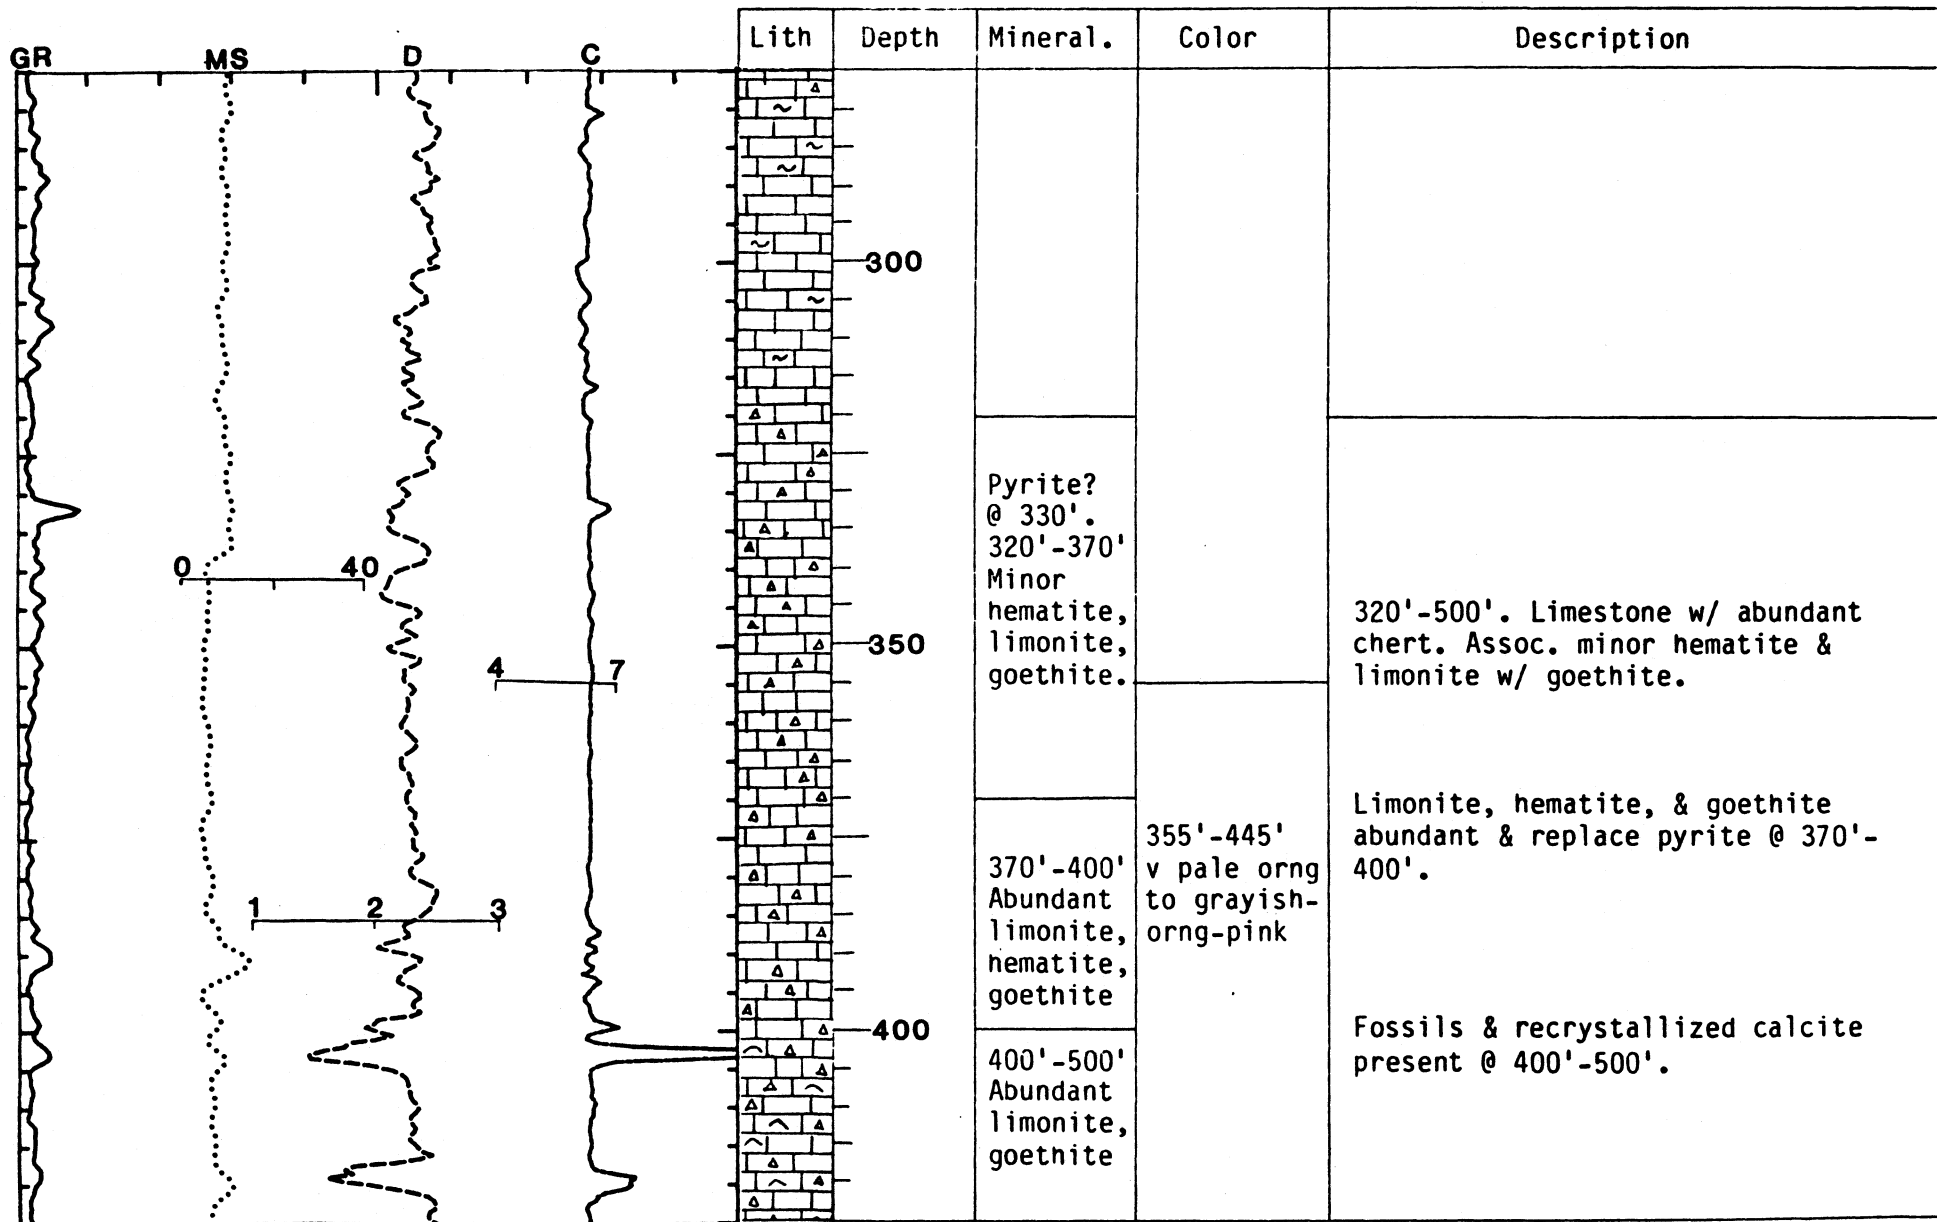 GR MS D C Lith Depth Mineral. Color Description
300
Pyrite?
@ 330'.
320'-370'
Minor
hematite,
limonite,
goethite.
0 40
4 7
350
320'-500'. Limestone w/ abundant
chert. Assoc. minor hematite &
limonite w/ goethite.
Limonite, hematite, & goethite
abundant & replace pyrite @ 370'-
400'.
355'-445'
v pale orng
to grayish-
orng-pink
370'-400'
Abundant
limonite,
hematite,
goethite
1 2 3
400
400'-500'
Abundant
limonite,
goethite
Fossils & recrystallized calcite
present @ 400'-500'.